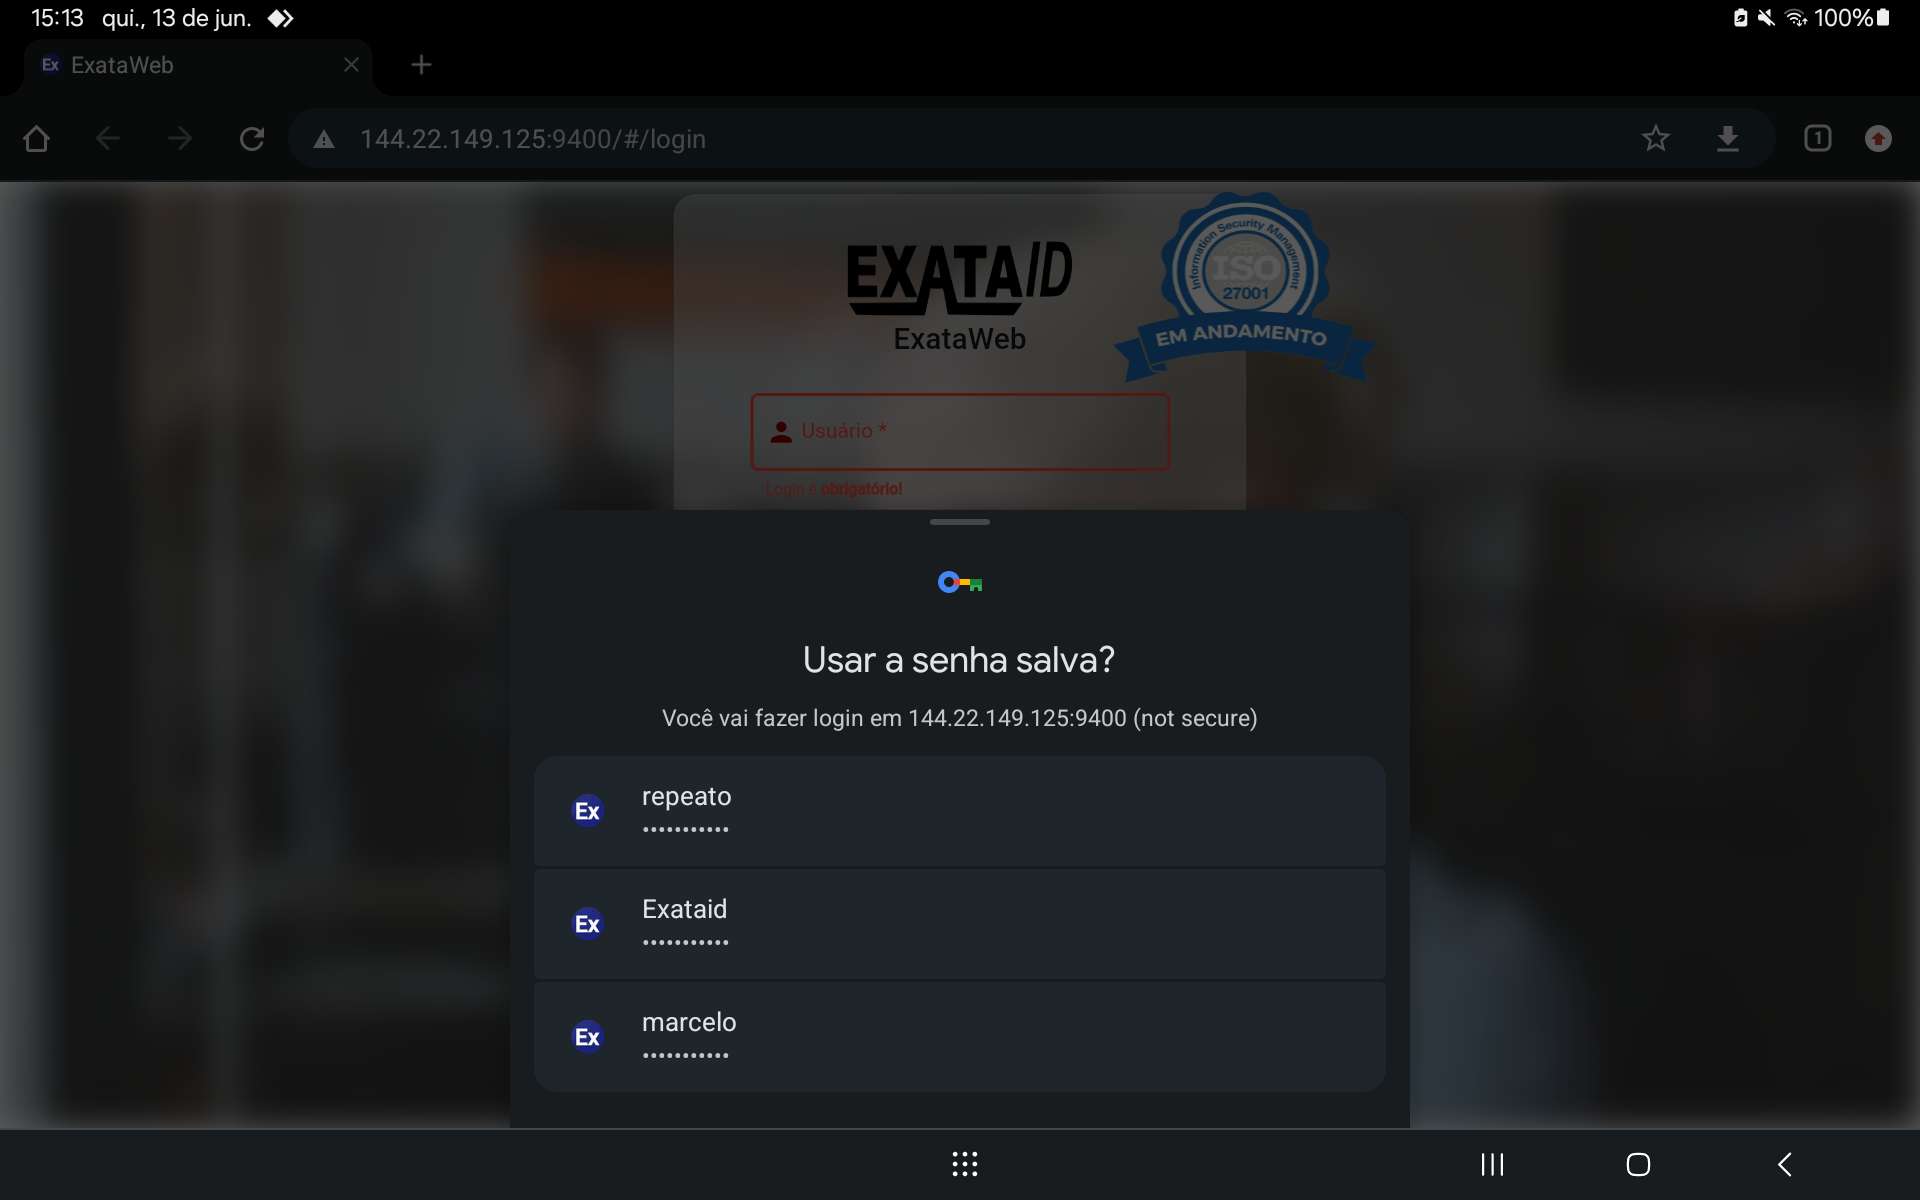 15:13 qui., 13 de jun. 100%
Ex ExataWeb
144.22.149.125:9400/#/login 1
Information Security Management
ISO
27001
EM ANDAMENTO
EXATAID
ExataWeb
Usuário *
Login é obrigatório!
Usar a senha salva?
Você vai fazer login em 144.22.149.125:9400 (not secure)
Ex repeato
•••••••••••
Ex Exataid
•••••••••••
Ex marcelo
•••••••••••